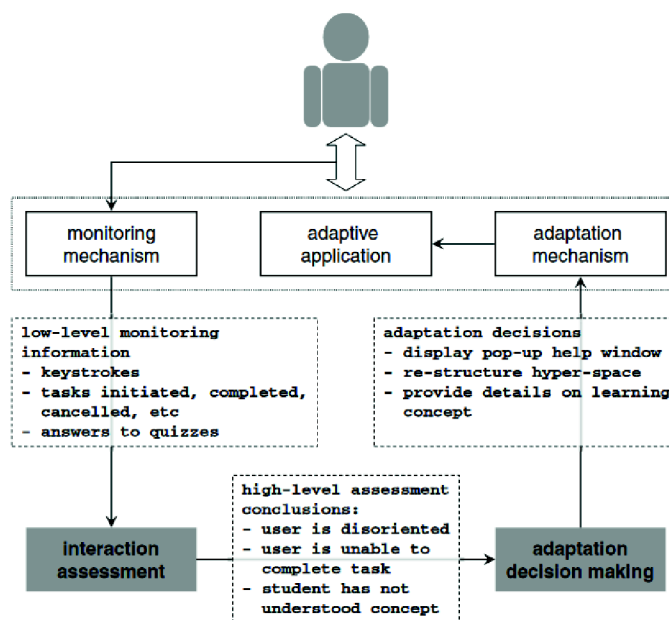 monitoring
mechanism
adaptive
application
adaptation
mechanism
low-level monitoring
information
- keystrokes
- tasks initiated, completed,
cancelled, etc
- answers to quizzes
adaptation decisions
- display pop-up help window
- re-structure hyper-space
- provide details on learning
concept
high-level assessment
conclusions:
- user is disoriented
- user is unable to
complete task
- student has not
understood concept
interaction
assessment
adaptation
decision making